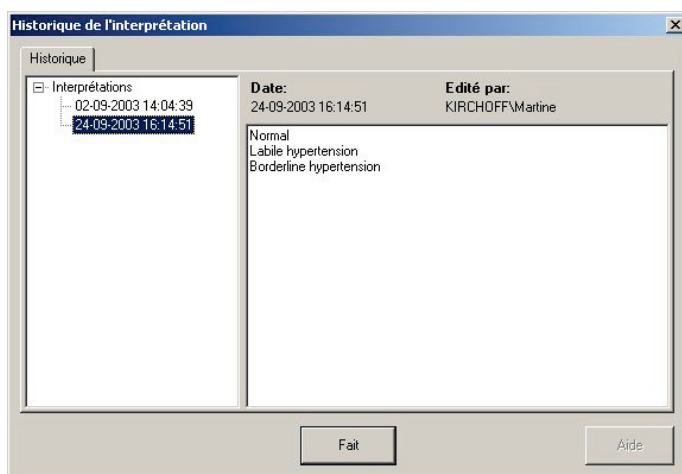 Historique de l'interprétation
Historique
Interprétations
02-09-2003 14:04:39
24-09-2003 16:14:51
Date:
24-09-2003 16:14:51
Edité par:
KIRCHOFF\Martine
Normal
Labile hypertension
Borderline hypertension
Fait
Aide